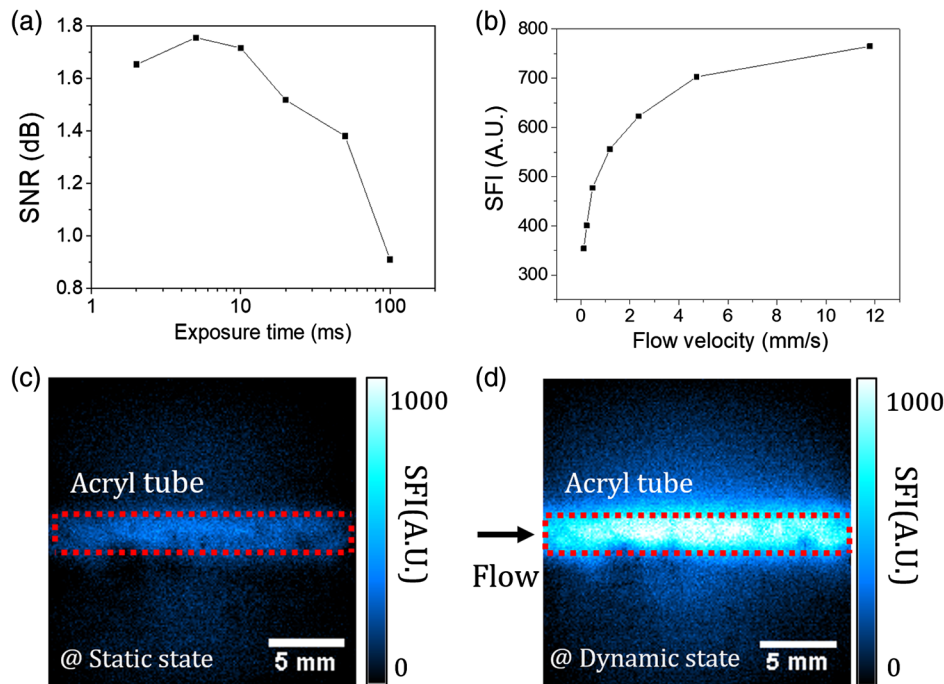 (a)
1.8
1.6
1.4
1.2
1.0
0.8
SNR (dB)
1
10
100
Exposure time (ms)
(b)
800
700
600
500
400
300
SFI (A.U.)
0 2 4 6 8 10 12
Flow velocity (mm/s)
(c)
Acryl tube
@ Static state
5 mm
1000
SFI(A.U.)
0
(d)
Flow
Acryl tube
@ Dynamic state
5 mm
1000
SFI(A.U.)
0